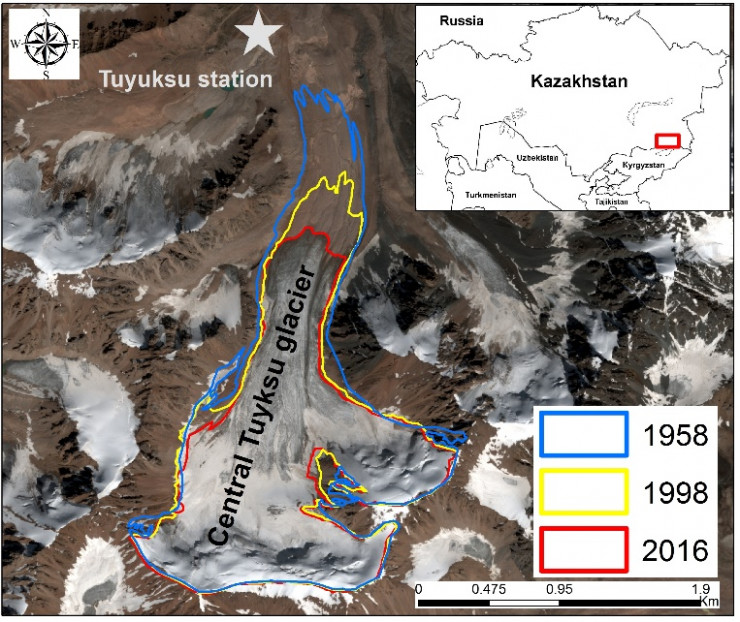 N
W E
S
Tuyuksu station
Russia
Kazakhstan
Uzbekistan
Kyrgyzstan
Turkmenistan
Tajikistan
Central Tuyksu glacier
1958
1998
2016
0 0.475 0.95 1.9
Km